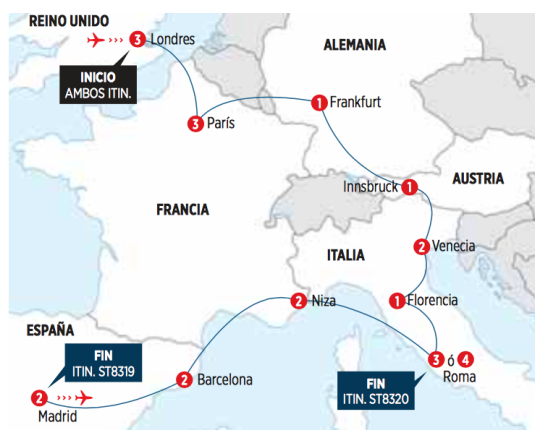 REINO UNIDO
3 Londres
INICIO
AMBOS ITIN.
ALEMANIA
1 Frankfurt
3 París
Innsbruck 1
AUSTRIA
FRANCIA
2 Venecia
ITALIA
2 Niza
1 Florencia
ESPAÑA
FIN
ITIN. ST8319
3 ó 4
Roma
2 Barcelona
FIN
ITIN. ST8320
2
Madrid